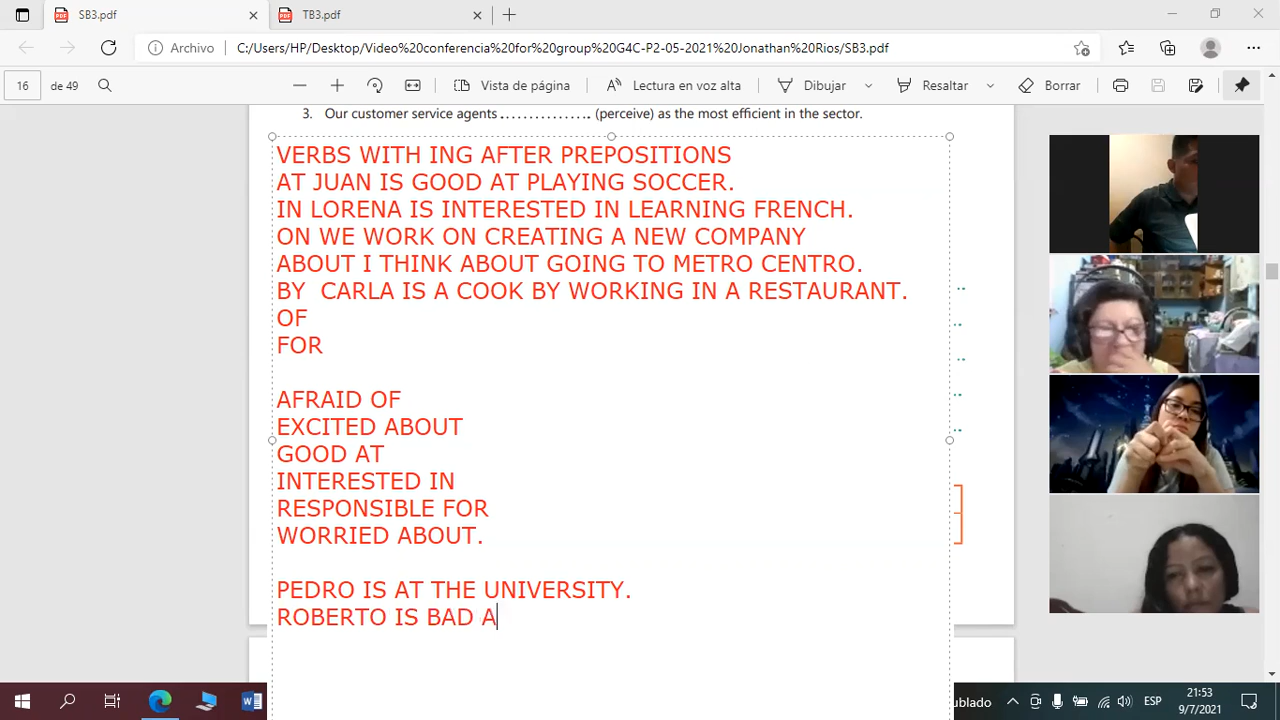 SB3.pdf
TB3.pdf
Archivo
C:/Users/HP/Desktop/Video%20conferencia%20for%20group%20G4C-P2-05-2021%20Jonathan%20Rios/SB3.pdf
16
de 49
Vista de página
Lectura en voz alta
Dibujar
Resaltar
Borrar
3. Our customer service agents ............... (perceive) as the most efficient in the sector.
VERBS WITH ING AFTER PREPOSITIONS
AT JUAN IS GOOD AT PLAYING SOCCER.
IN LORENA IS INTERESTED IN LEARNING FRENCH.
ON WE WORK ON CREATING A NEW COMPANY
ABOUT I THINK ABOUT GOING TO METRO CENTRO.
BY  CARLA IS A COOK BY WORKING IN A RESTAURANT.
OF
FOR
AFRAID OF
EXCITED ABOUT
GOOD AT
INTERESTED IN
RESPONSIBLE FOR
WORRIED ABOUT.
PEDRO IS AT THE UNIVERSITY.
ROBERTO IS BAD A
ublado
ESP
21:53
9/7/2021